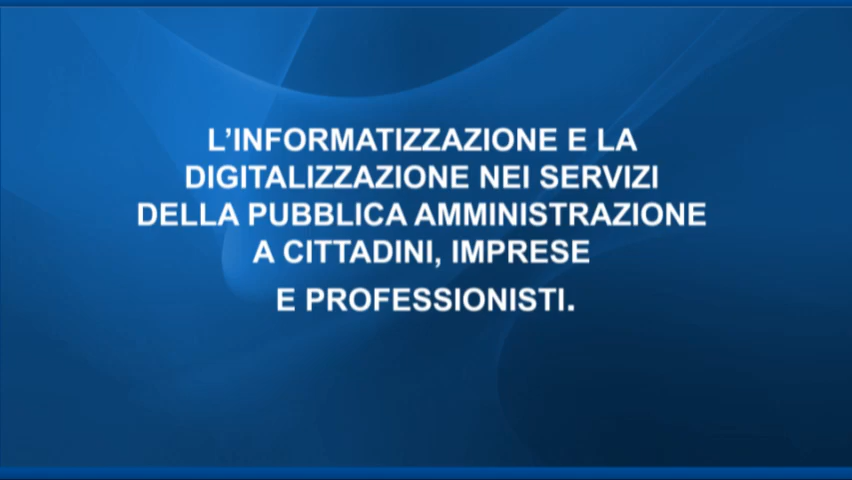 L'INFORMATIZZAZIONE E LA
DIGITALIZZAZIONE NEI SERVIZI
DELLA PUBBLICA AMMINISTRAZIONE
A CITTADINI, IMPRESE
E PROFESSIONISTI.